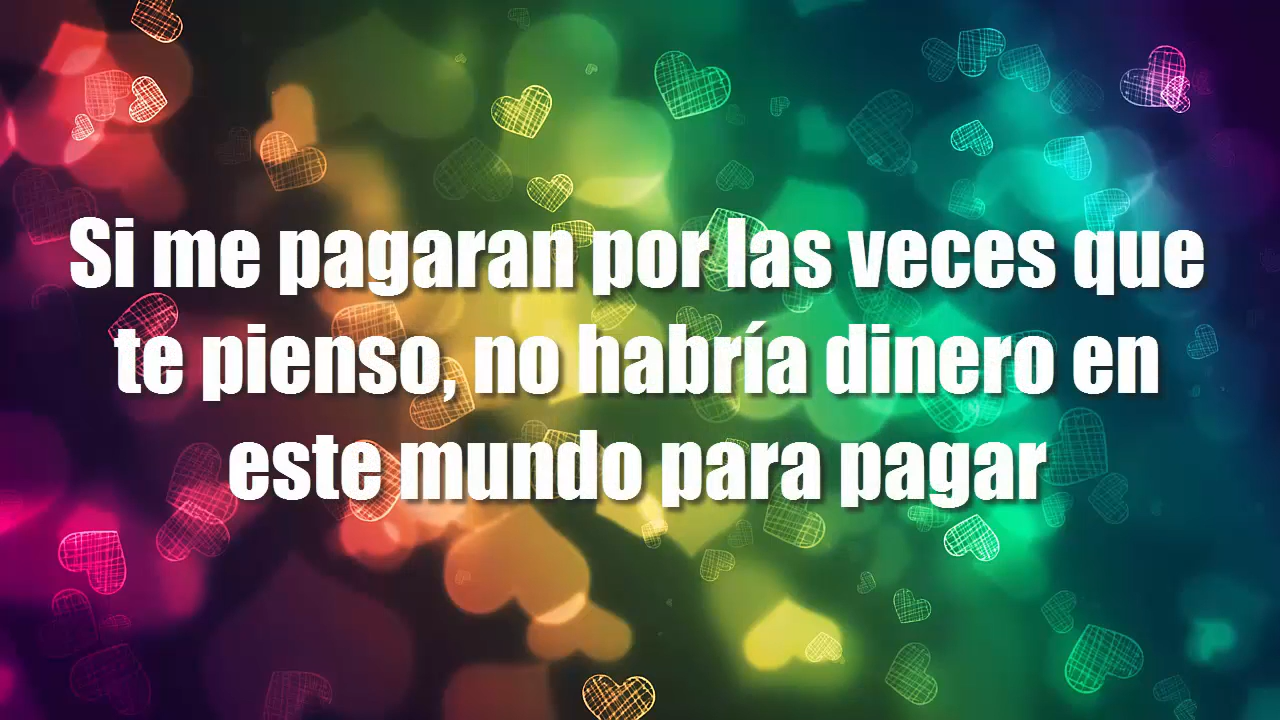 Si me pagaran por las veces que
te pienso, no habría dinero en
este mundo para pagar